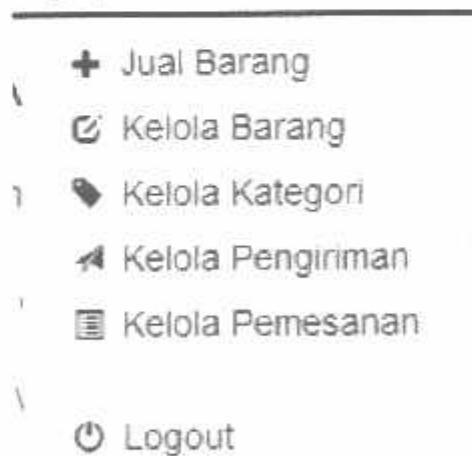 Jual Barang
Kelola Barang
Kelola Kategori
Kelola Pengiriman
Kelola Pemesanan
Logout